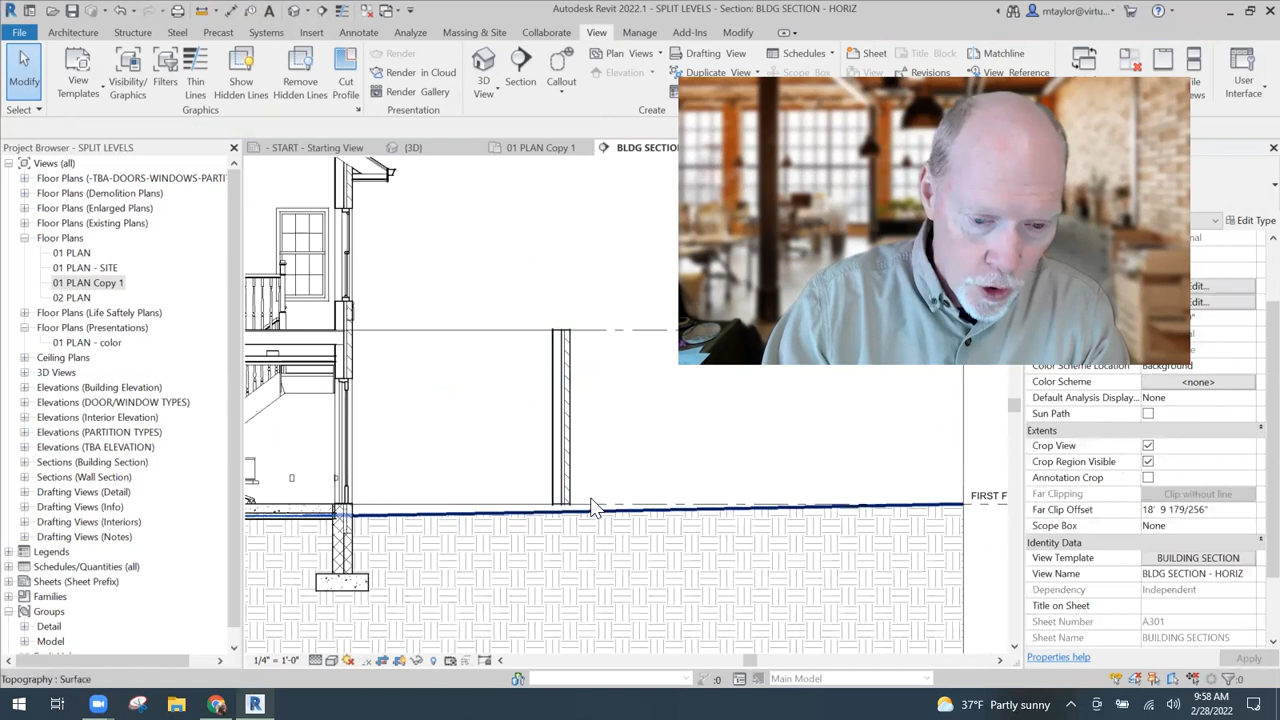 Autodesk Revit 2022.1 - SPLIT LEVELS - Section: BLDG SECTION - HORIZ
mtaylor@virtu...
File Architecture Structure Steel Precast Systems Insert Annotate Analyze Massing & Site Collaborate View Manage Add-Ins Modify
Modify
View Templates
Visibility/ Graphics
Filters
Thin Lines
Show Hidden Lines
Remove Hidden Lines
Cut Profile
Render
Render in Cloud
Render Gallery
3D View
Section
Callout
Plan Views
Elevation
Drafting View
Duplicate View
Schedules
Scope Box
Sheet
View
Title Block
Revisions
Matchline
View Reference
User Interface
Select
Graphics
Presentation
Create
Project Browser - SPLIT LEVELS
- START - Starting View
{3D}
01 PLAN Copy 1
BLDG SECTIO
Views (all)
Floor Plans (-TBA-DOORS-WINDOWS-PARTI
Floor Plans (Demolition Plans)
Floor Plans (Enlarged Plans)
Floor Plans (Existing Plans)
Floor Plans
01 PLAN
01 PLAN - SITE
01 PLAN Copy 1
02 PLAN
Floor Plans (Life Saftely Plans)
Floor Plans (Presentations)
01 PLAN - color
Ceiling Plans
3D Views
Elevations (Building Elevation)
Elevations (DOOR/WINDOW TYPES)
Elevations (Interior Elevation)
Elevations (PARTITION TYPES)
Elevations (TBA ELEVATION)
Sections (Building Section)
Sections (Wall Section)
Drafting Views (Detail)
Drafting Views (Info)
Drafting Views (Interiors)
Drafting Views (Notes)
Legends
Schedules/Quantities (all)
Sheets (Sheet Prefix)
Families
Groups
Detail
Model
FIRST F
Edit Type
Color Scheme Location Background
Color Scheme <none>
Default Analysis Display... None
Sun Path
Extents
Crop View
Crop Region Visible
Annotation Crop
Far Clipping Clip without line
Far Clip Offset 18' 9 179/256"
Scope Box None
Identity Data
View Template BUILDING SECTION
View Name BLDG SECTION - HORIZ
Dependency Independent
Title on Sheet
Sheet Number A301
Sheet Name BUILDING SECTIONS
Properties help
Apply
1/4" = 1'-0"
Topography : Surface
:0
Main Model
:0
37°F Partly sunny
9:58 AM
2/28/2022